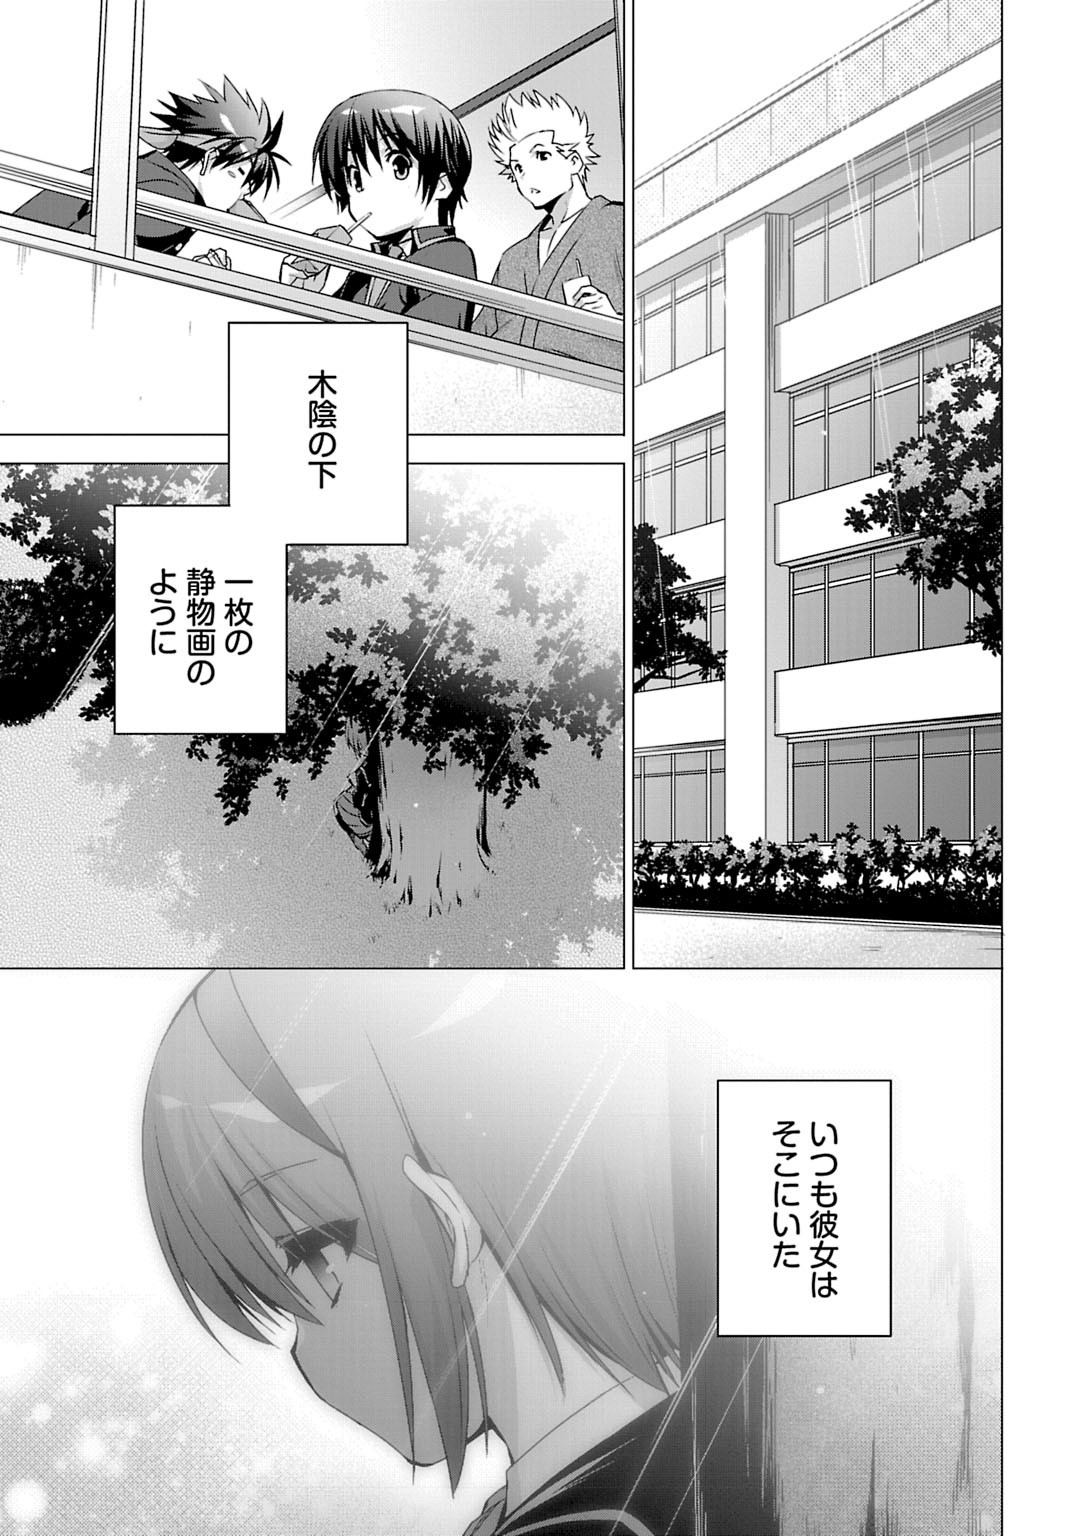 木陰の下
一枚の
静物画の
ように
いつも彼女は
そこにいた